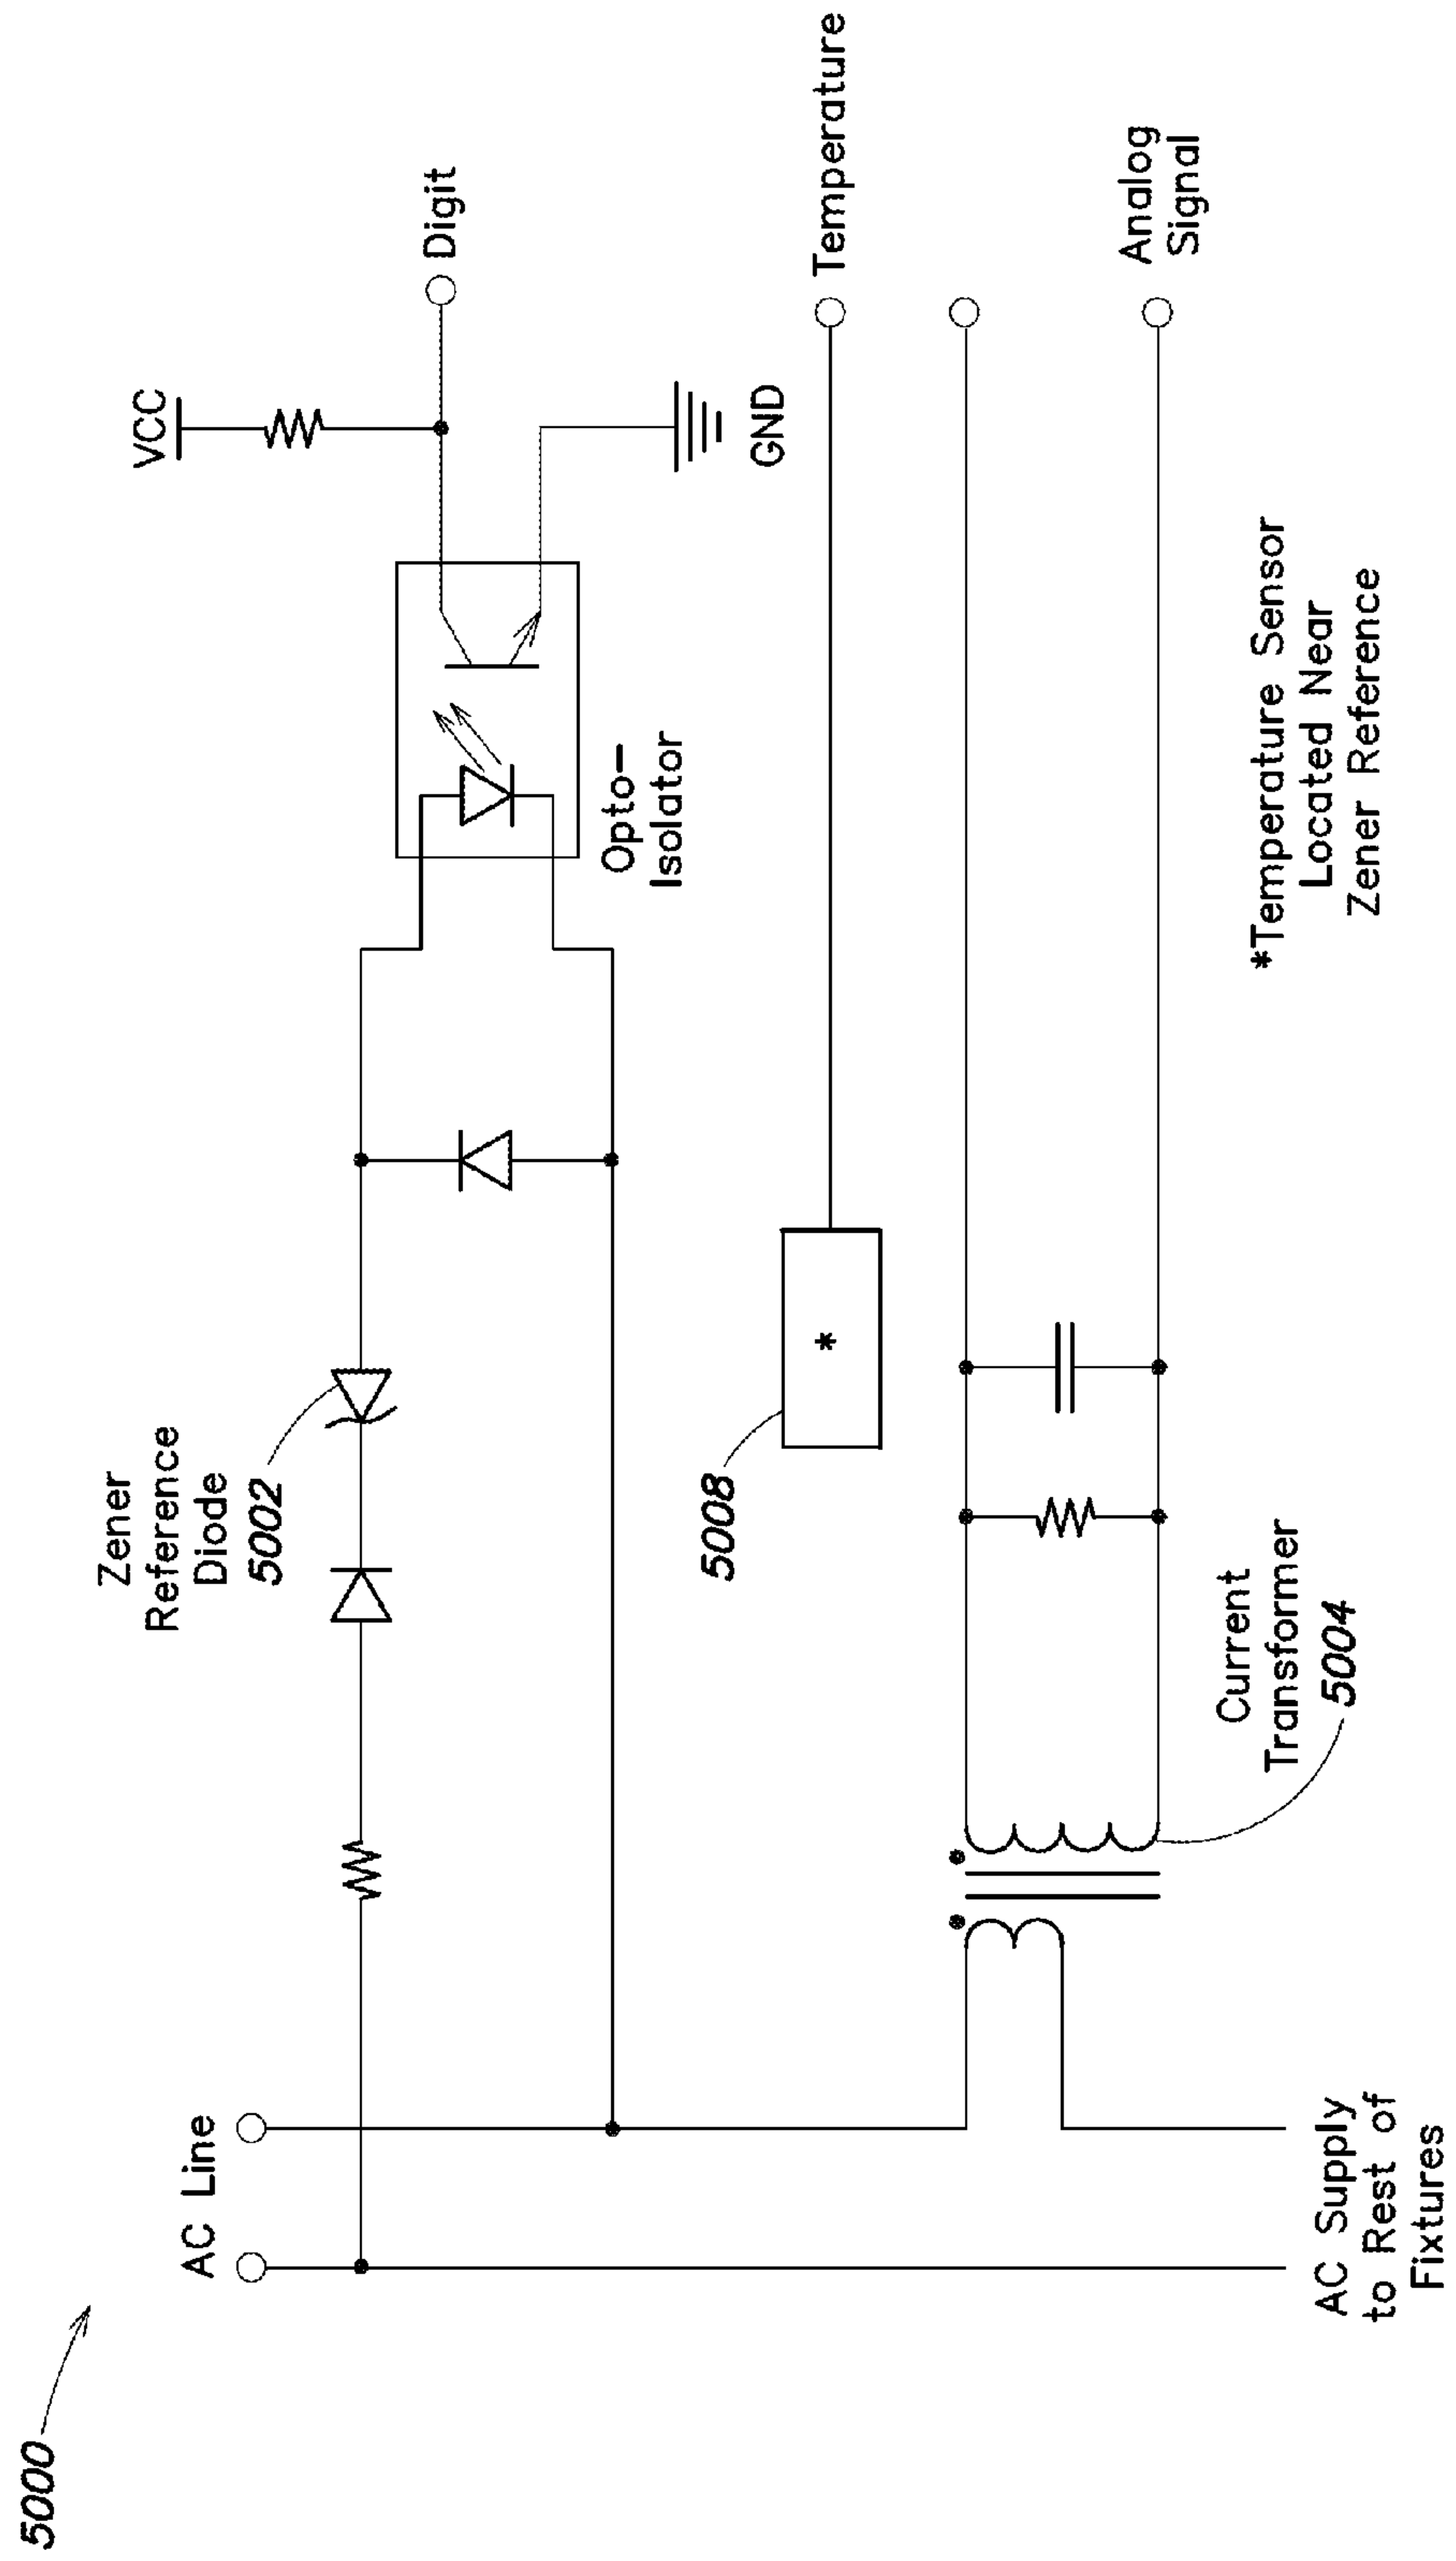 5000
AC Line
Zener
Reference
Diode
5002
VCC
Digit
Opto-
Isolator
GND
5008
*
Temperature
Current
Transformer
5004
Analog
Signal
AC Supply
to Rest of
Fixtures
*Temperature Sensor
Located Near
Zener Reference